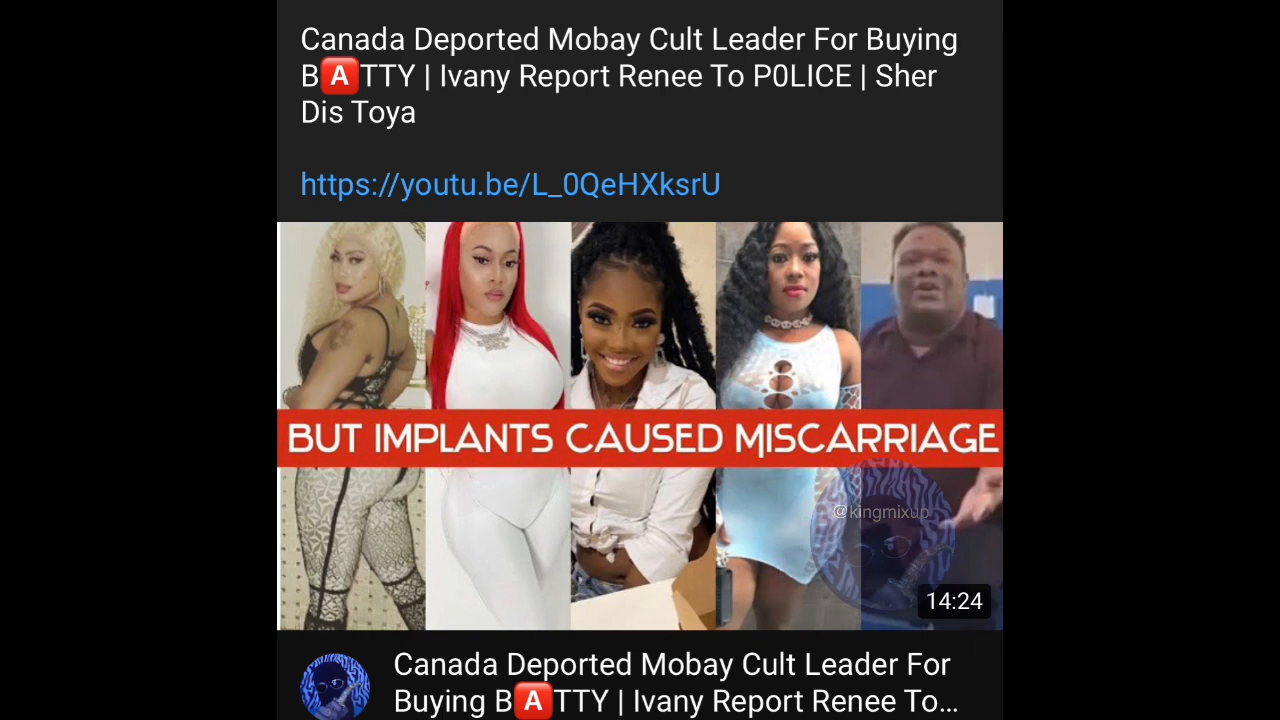 Canada Deported Mobay Cult Leader For Buying
B🅰️TTY | Ivany Report Renee To P0LICE | Sher
Dis Toya
https://youtu.be/L_0QeHXksrU
BUT IMPLANTS CAUSED MISCARRIAGE
@kingmixup
14:24
Canada Deported Mobay Cult Leader For
Buying B🅰️TTY | Ivany Report Renee To...